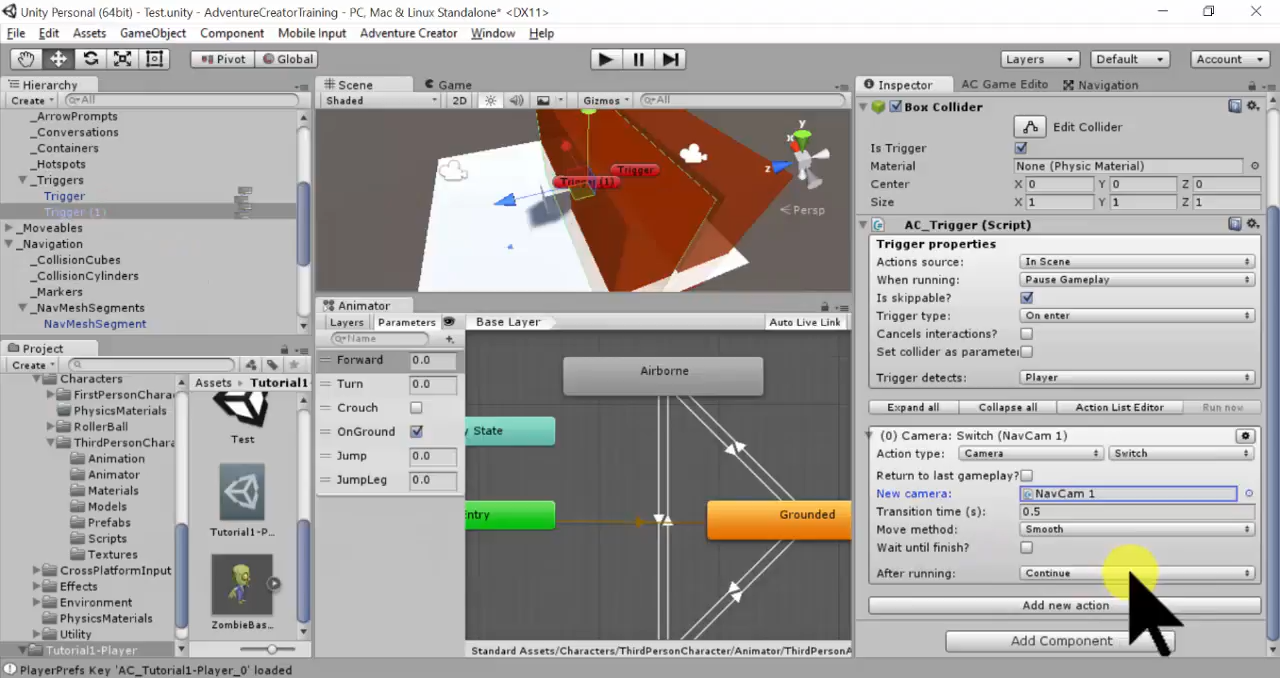 Unity Personal (64bit) - Test.unity - AdventureCreatorTraining - PC, Mac & Linux Standalone* <DX11>
File Edit Assets GameObject Component Mobile Input Adventure Creator Window Help
Pivot Global Layers Default Account
Hierarchy
Create All
_ArrowPrompts
_Conversations
_Containers
_Hotspots
_Triggers
Trigger
Trigger (1)
_Moveables
_Navigation
_CollisionCubes
_CollisionCylinders
_Markers
_NavMeshSegments
NavMeshSegment
Project
Create
Assets Tutorial1-
Characters
FirstPersonChara
PhysicsMaterials
RollerBall
ThirdPersonChara
Animation
Animator
Materials
Models
Prefabs
Scripts
Textures
CrossPlatformInput
Effects
Environment
PhysicsMaterials
Utility
Tutorial1-Player
Test
Tutorial1-P...
ZombieBas...
Scene Game
Shaded 2D Gizmos All
Trigger
Trigger (1)
y
x
z
Persp
Animator
Layers Parameters Base Layer Auto Live Link
Name
Forward 0.0
Turn 0.0
Crouch
OnGround
Jump 0.0
JumpLeg 0.0
Airborne
y State
Entry
Grounded
Standard Assets/Characters/ThirdPersonCharacter/Animator/ThirdPersonA
Inspector AC Game Edito Navigation
Box Collider
Edit Collider
Is Trigger
Material None (Physic Material)
Center X 0 Y 0 Z 0
Size X 1 Y 1 Z 1
AC_Trigger (Script)
Trigger properties
Actions source: In Scene
When running: Pause Gameplay
Is skippable?
Trigger type: On enter
Cancels interactions?
Set collider as parameter
Trigger detects: Player
Expand all Collapse all Action List Editor Run now
(0) Camera: Switch (NavCam 1)
Action type: Camera Switch
Return to last gameplay?
New camera: NavCam 1
Transition time (s): 0.5
Move method: Smooth
Wait until finish?
After running: Continue
Add new action
Add Component
PlayerPrefs Key 'AC_Tutorial1-Player_0' loaded